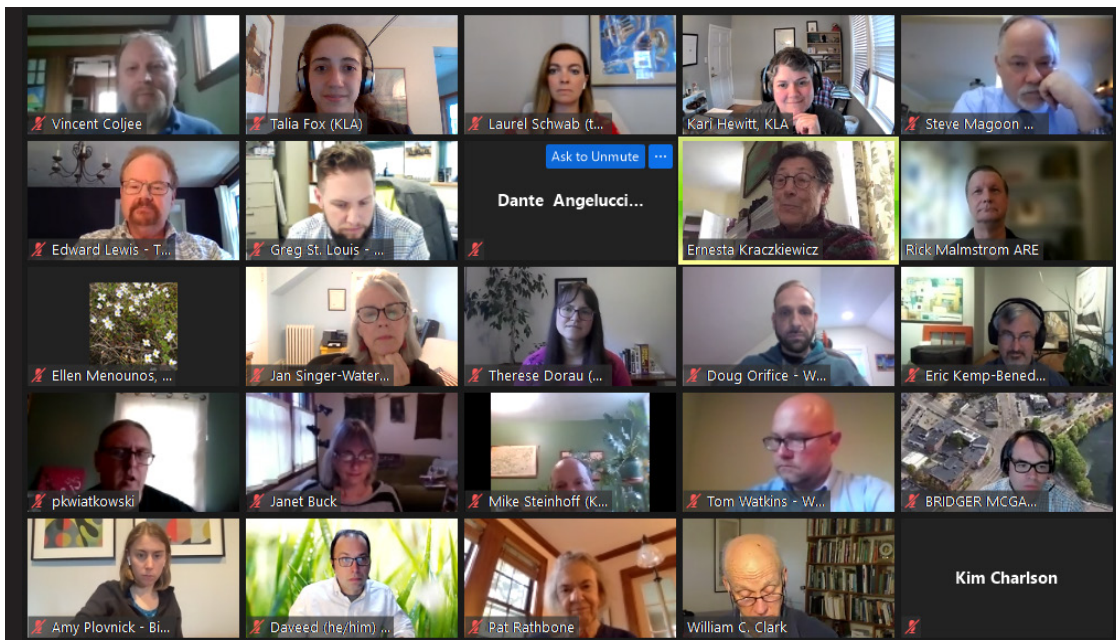 Vincent Coljee
Talia Fox (KLA)
Laurel Schwab (t...
Kari Hewitt, KLA
Steve Magoon ...
Edward Lewis - T...
Greg St. Louis - ...
Ask to Unmute ...
Dante Angelucci...
Ernesta Kraczkiewicz
Rick Malmstrom ARE
Ellen Menounos, ...
Jan Singer-Water...
Therese Dorau (...
Doug Orifice - W...
Eric Kemp-Bened...
pkwiatkowski
Janet Buck
Mike Steinhoff (K...
Tom Watkins - W...
BRIDGER MCGA...
Amy Plovnick - Bi...
Daveed (he/him) ...
Pat Rathbone
William C. Clark
Kim Charlson